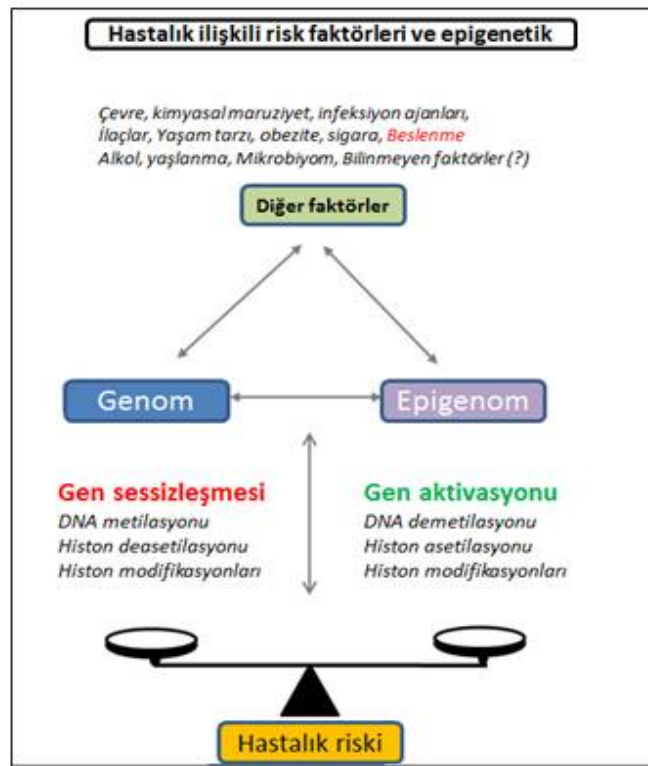 Hastalık ilişkili risk faktörleri ve epigenetik
Çevre, kimyasal maruziyet, infeksiyon ajanları,
İlaçlar, Yaşam tarzı, obezite, sigara, Beslenme
Alkol, yaşlanma, Mikrobiyom, Bilinmeyen faktörler (?)
Diğer faktörler
Genom
Epigenom
Gen sessizleşmesi
DNA metilasyonu
Histon deasetilasyonu
Histon modifikasyonları
Gen aktivasyonu
DNA demetilasyonu
Histon asetilasyonu
Histon modifikasyonları
Hastalık riski